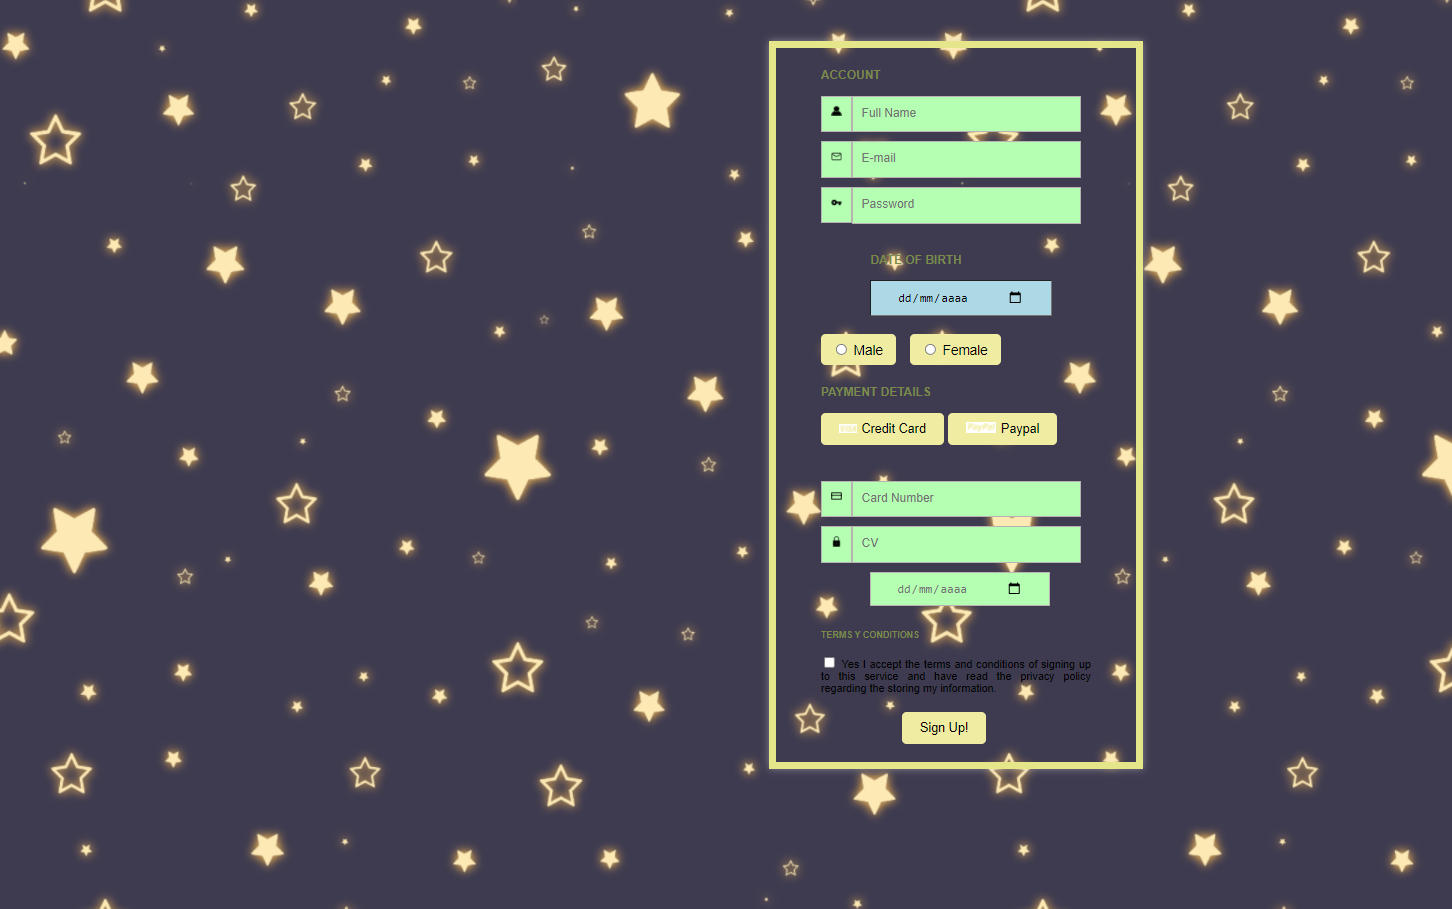 ACCOUNT
Full Name
E-mail
Password
DATE OF BIRTH
dd/mm/aaaa
Male Female
PAYMENT DETAILS
Credit Card PayPal Paypal
Card Number
CV
dd/mm/aaaa
TERMS Y CONDITIONS
Yes I accept the terms and conditions of signing up
to this service and have read the privacy policy
regarding the storing my information.
Sign Up!